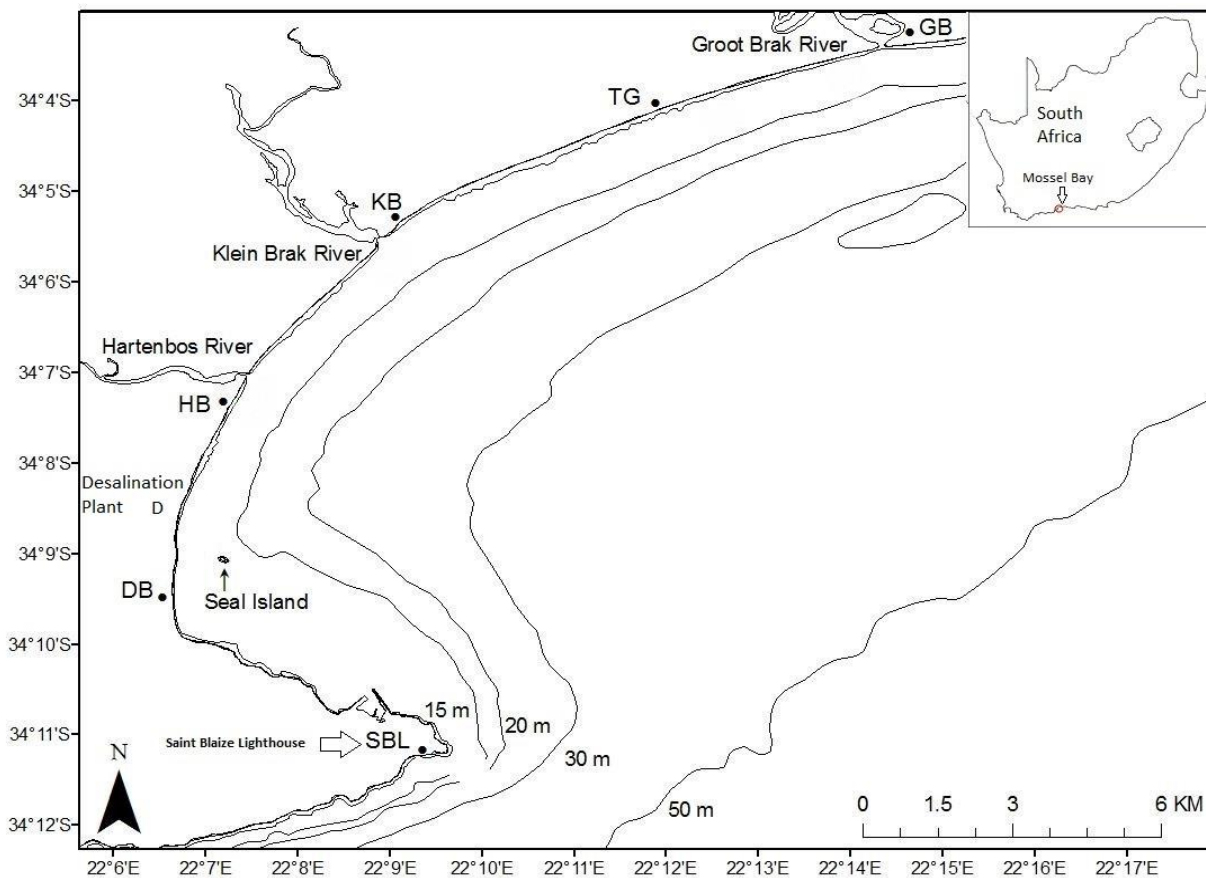 GB
Groot Brak River
TG
South
Africa
Mossel Bay
34°4'S
34°5'S
34°6'S
34°7'S
34°8'S
34°9'S
34°10'S
34°11'S
34°12'S
KB
Klein Brak River
Hartenbos River
HB
Desalination
Plant D
DB
Seal Island
15 m
20 m
30 m
50 m
Saint Blaize Lighthouse
SBL
N
0 1.5 3 6 KM
22°6'E 22°7'E 22°8'E 22°9'E 22°10'E 22°11'E 22°12'E 22°13'E 22°14'E 22°15'E 22°16'E 22°17'E